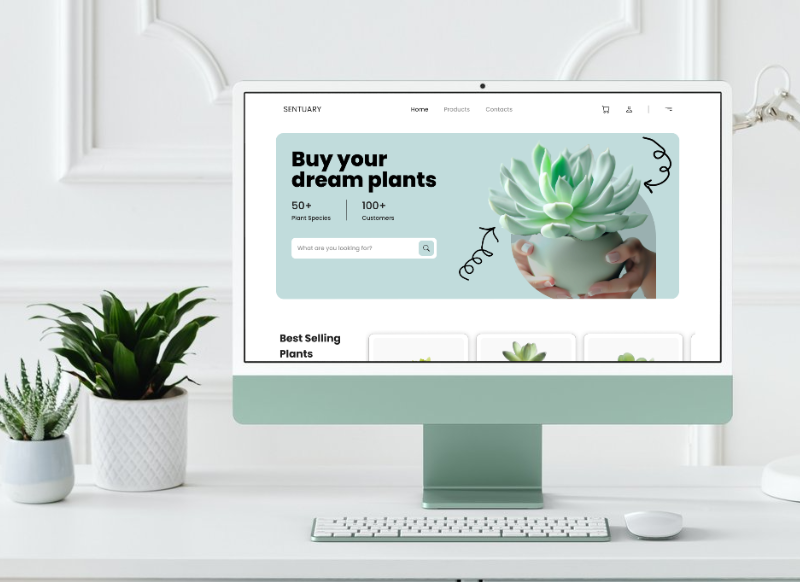 SENTUARY
Home Products Contacts
Buy your
dream plants
50+ 100+
Plant Species Customers
What are you looking for?
Best Selling
Plants